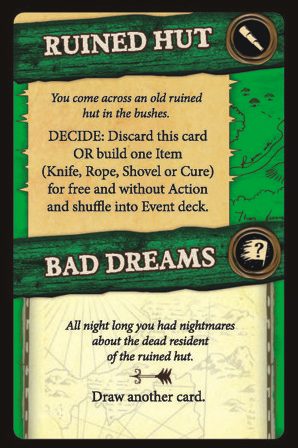 RUINED HUT
You come across an old ruined
hut in the bushes.
DECIDE: Discard this card
OR build one Item
(Knife, Rope, Shovel or Cure)
for free and without Action
and shuffle into Event deck.
BAD DREAMS
?
All night long you had nightmares
about the dead resident
of the ruined hut.
Draw another card.